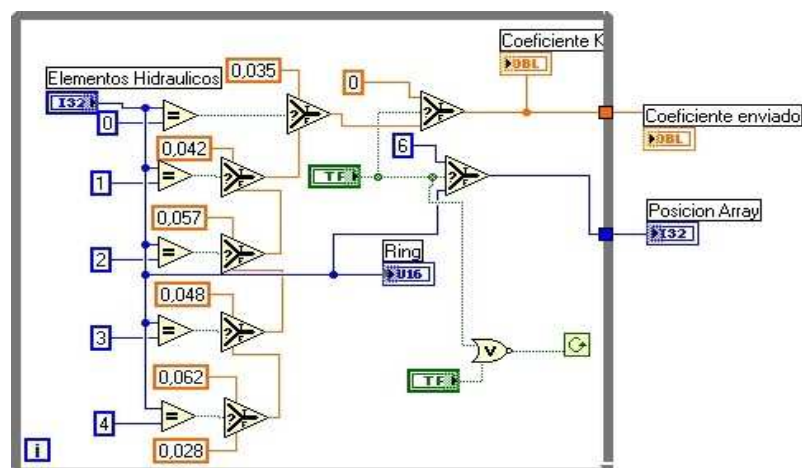 Coeficiente K
DBL
Elementos Hidraulicos
I32
0,035
0
=
0
?
T
F
?
T
F
Coeficiente enviado
DBL
0,042
6
1
=
?
T
F
TF
?
T
F
Posicion Array
I32
0,057
2
=
?
T
F
Ring
U16
0,048
3
=
?
T
F
V
0,062
TF
4
=
?
T
F
0,028
i